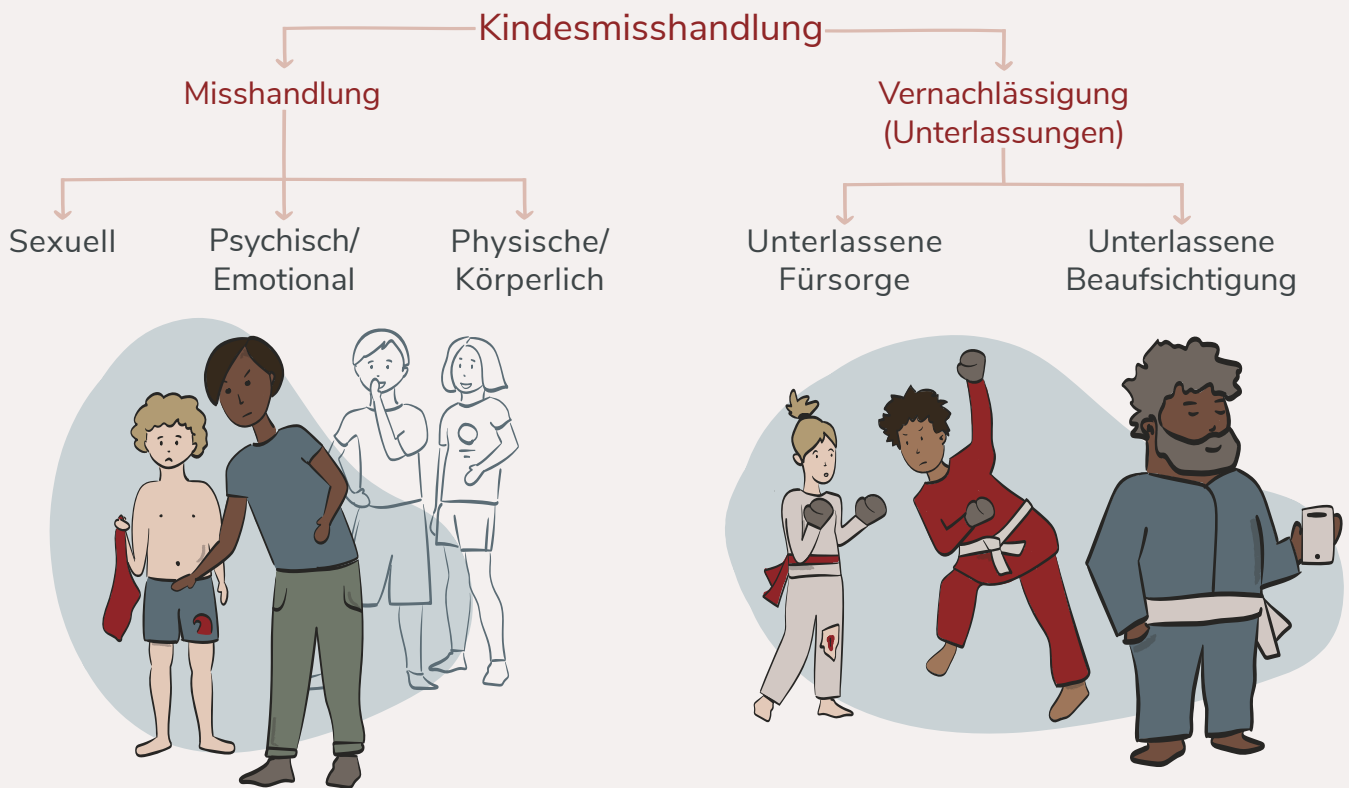 Kindesmisshandlung
Misshandlung
Vernachlässigung
(Unterlassungen)
Sexuell
Psychisch/
Emotional
Physische/
Körperlich
Unterlassene
Fürsorge
Unterlassene
Beaufsichtigung